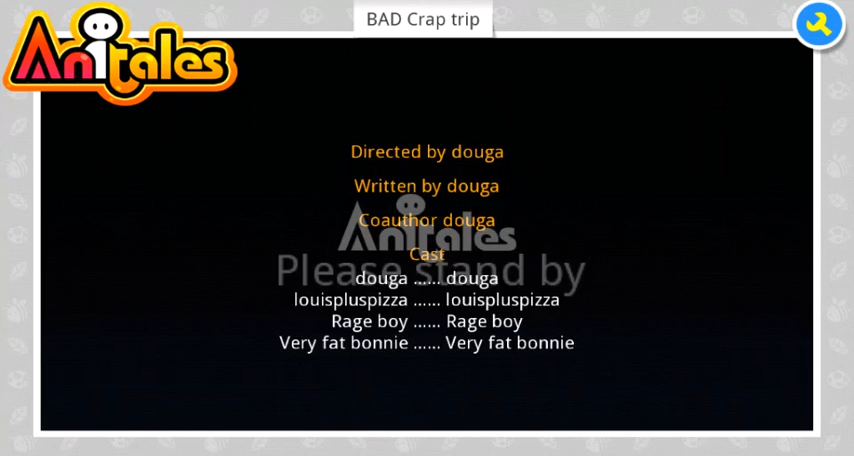 BAD Crap trip
Anitales
Directed by douga
Written by douga
Coauthor douga
Anitales
Cast
Please stand by
douga ...... douga
louispluspizza ...... louispluspizza
Rage boy ...... Rage boy
Very fat bonnie ...... Very fat bonnie